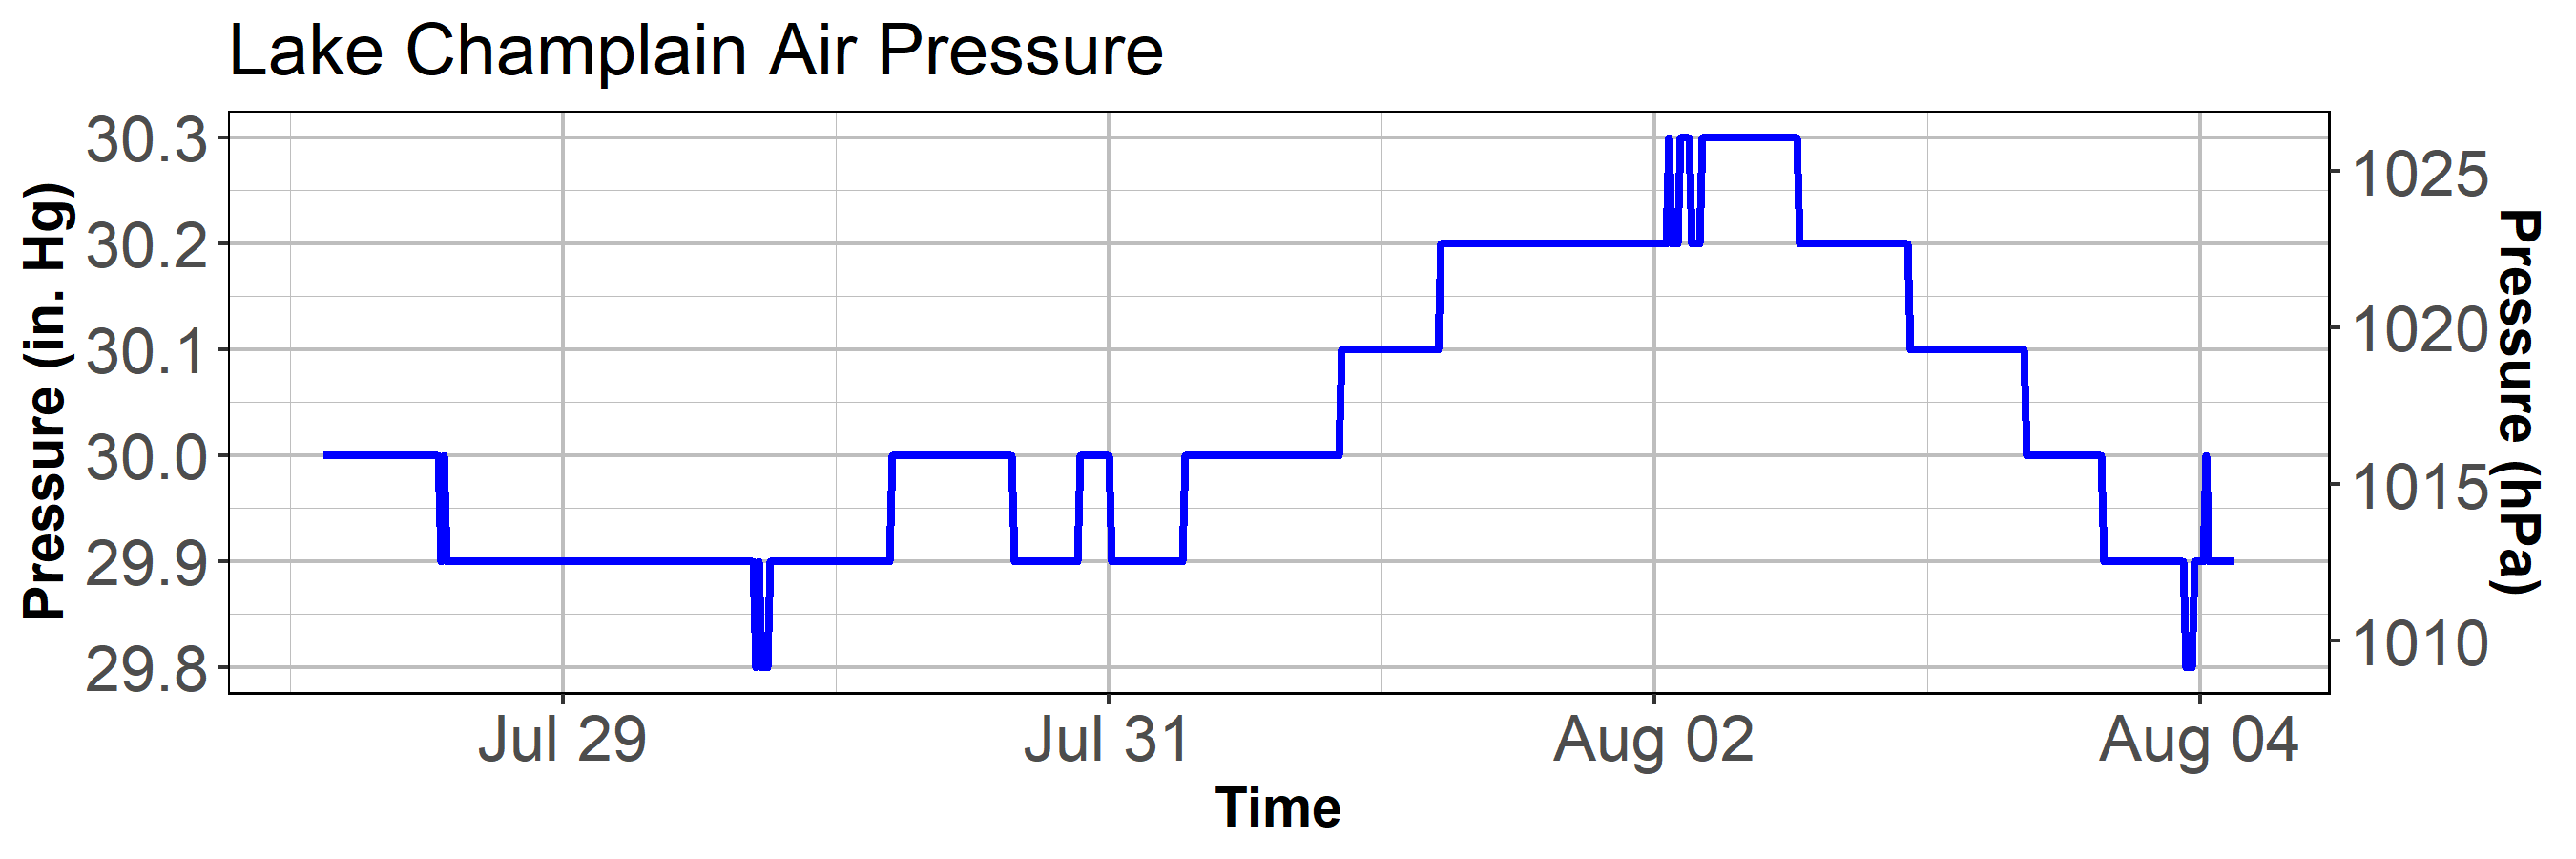 Lake Champlain Air Pressure
Pressure (in. Hg)
30.3
30.2
30.1
30.0
29.9
29.8
1025
1020
1015
1010
Pressure (hPa)
Jul 29
Jul 31
Aug 02
Aug 04
Time